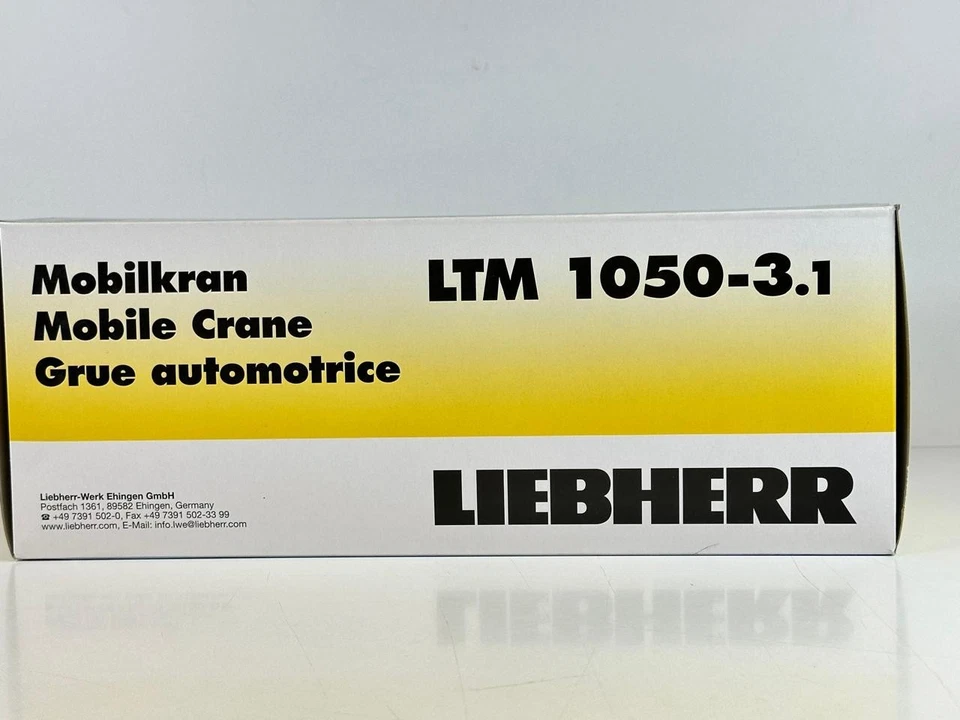 Mobilkran
Mobile Crane
Grue automotrice
LTM 1050-3.1
Liebherr-Werk Ehingen GmbH
Postfach 1361, 89582 Ehingen, Germany
☎ +49 7391 502-0, Fax +49 7391 502-33 99
www.liebherr.com, E-Mail: info.lwe@liebherr.com
LIEBHERR